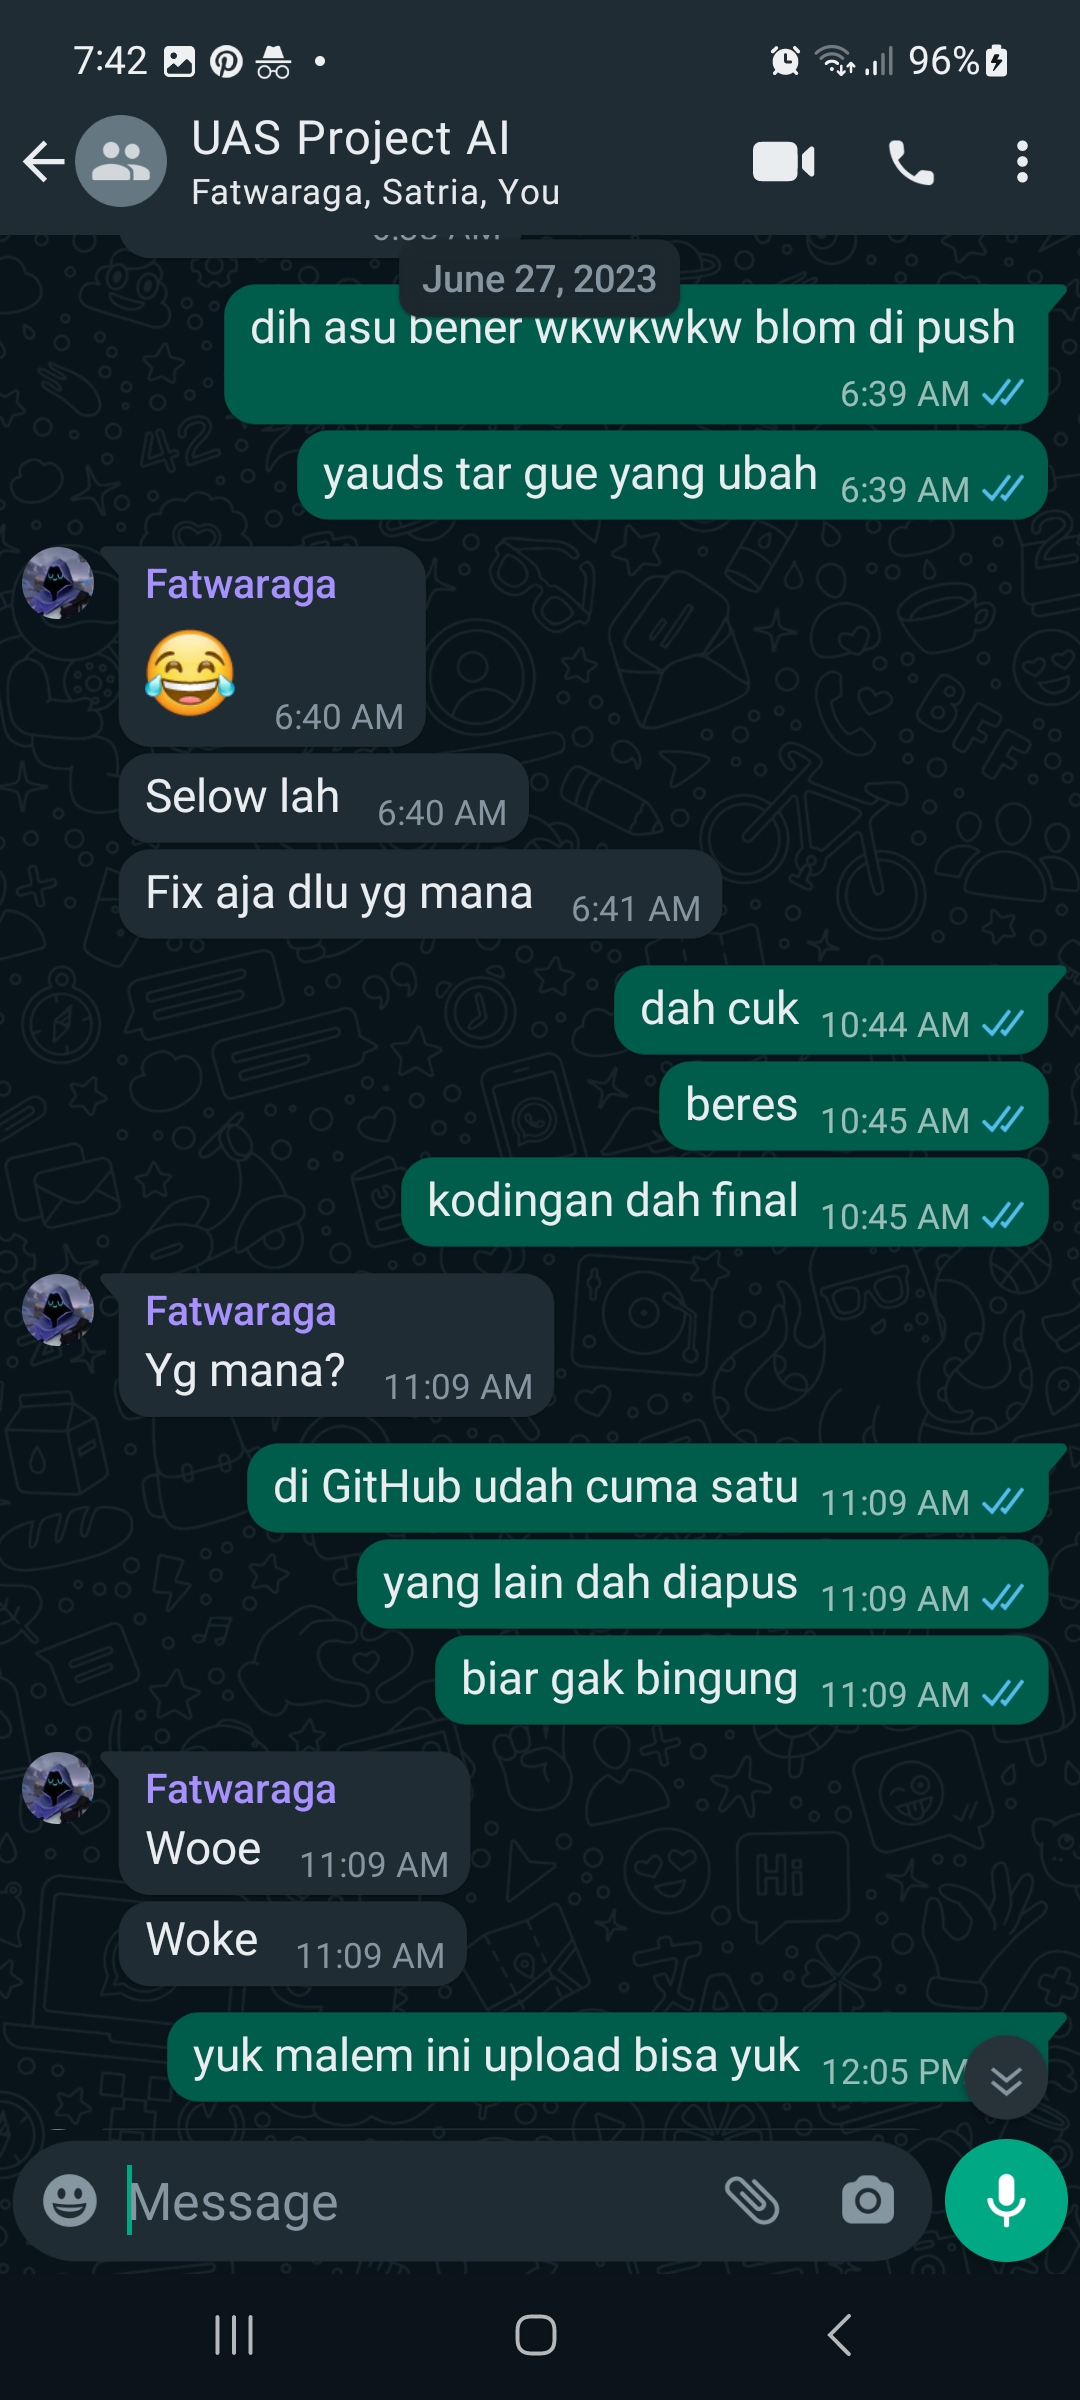 7:42
96%
UAS Project AI
Fatwaraga, Satria, You
June 27, 2023
dih asu bener wkwkwkw blom di push
6:39 AM
yauds tar gue yang ubah 6:39 AM
Fatwaraga
😂 6:40 AM
Selow lah 6:40 AM
Fix aja dlu yg mana 6:41 AM
dah cuk 10:44 AM
beres 10:45 AM
kodingan dah final 10:45 AM
Fatwaraga
Yg mana? 11:09 AM
di GitHub udah cuma satu 11:09 AM
yang lain dah diapus 11:09 AM
biar gak bingung 11:09 AM
Fatwaraga
Wooe 11:09 AM
Woke 11:09 AM
yuk malem ini upload bisa yuk 12:05 PM
Message